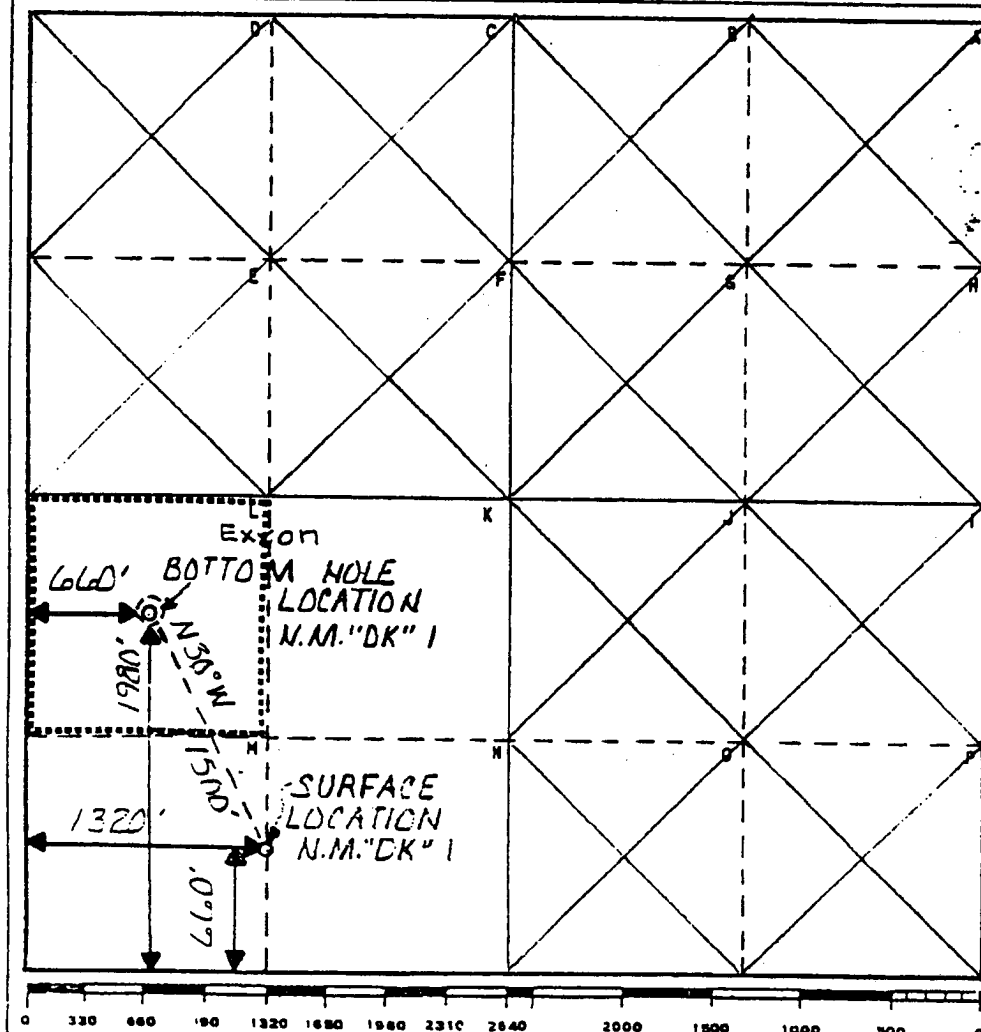 D C B A
E F G H
L K J I
Exxon
660'
BOTTOM HOLE
LOCATION
N.M. "DK" 1
N30°W
1980'
M N O P
1500'
SURFACE
LOCATION
N.M. "DK" 1
1320'
660'
0 330 660 990 1320 1650 1980 2310 2640 2000 1500 1000 500 0